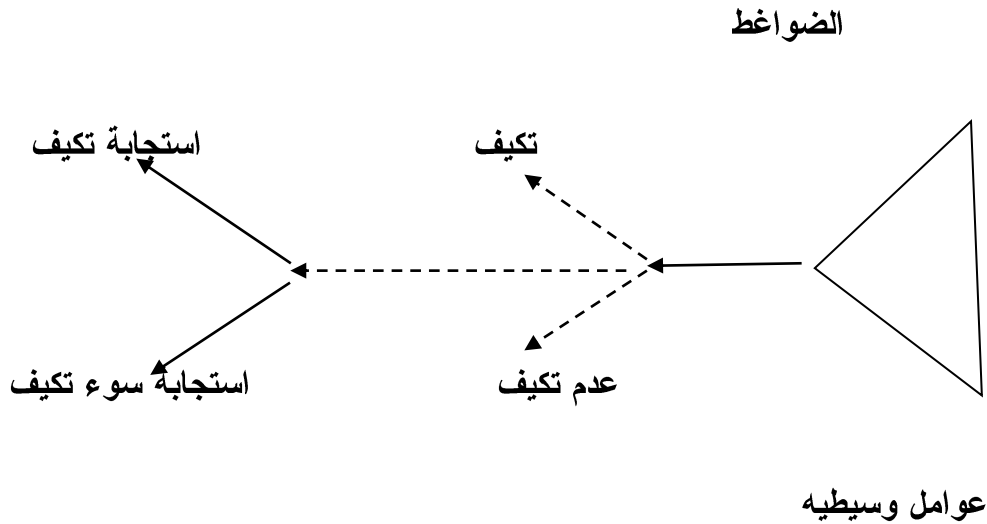 الضواغط
تكيف
استجابة تكيف
عدم تكيف
استجابة سوء تكيف
عوامل وسيطيه